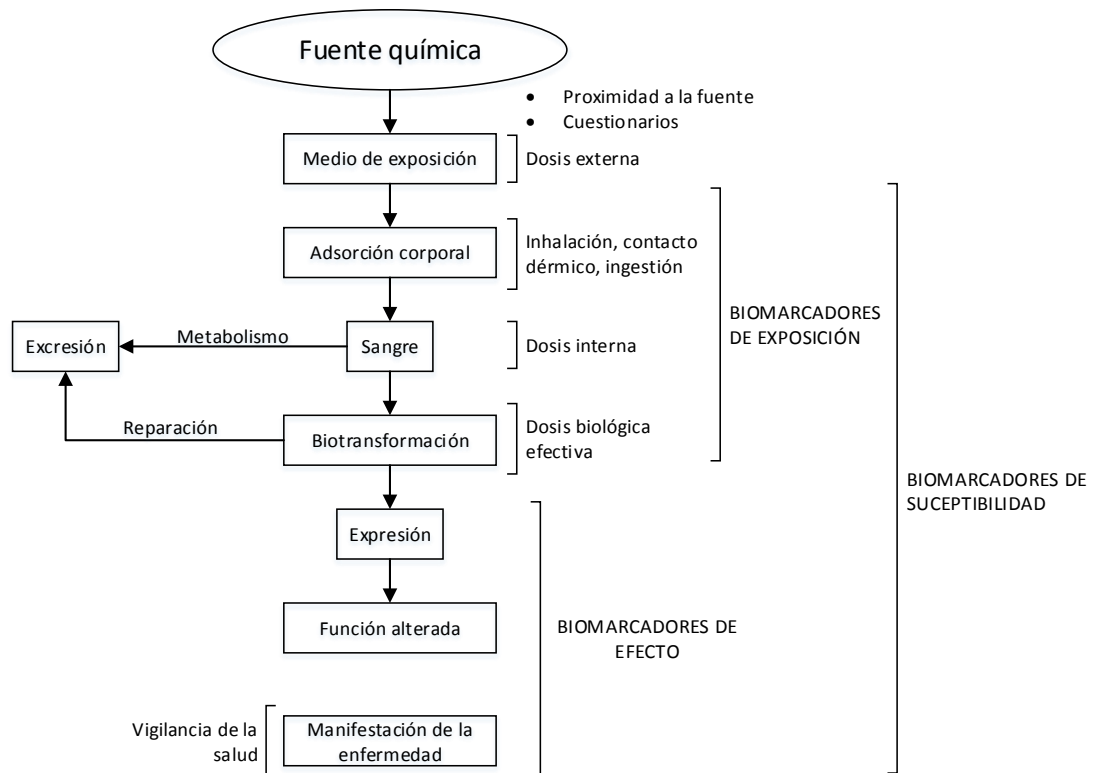 Fuente química
• Proximidad a la fuente
• Cuestionarios
Medio de exposición
Dosis externa
Adsorción corporal
Inhalación, contacto
dérmico, ingestión
BIOMARCADORES
DE EXPOSICIÓN
Excresión
Metabolismo
Sangre
Dosis interna
Reparación
Biotransformación
Dosis biológica
efectiva
BIOMARCADORES DE
SUCEPTIBILIDAD
Expresión
Función alterada
BIOMARCADORES DE
EFECTO
Vigilancia de la
salud
Manifestación de la
enfermedad